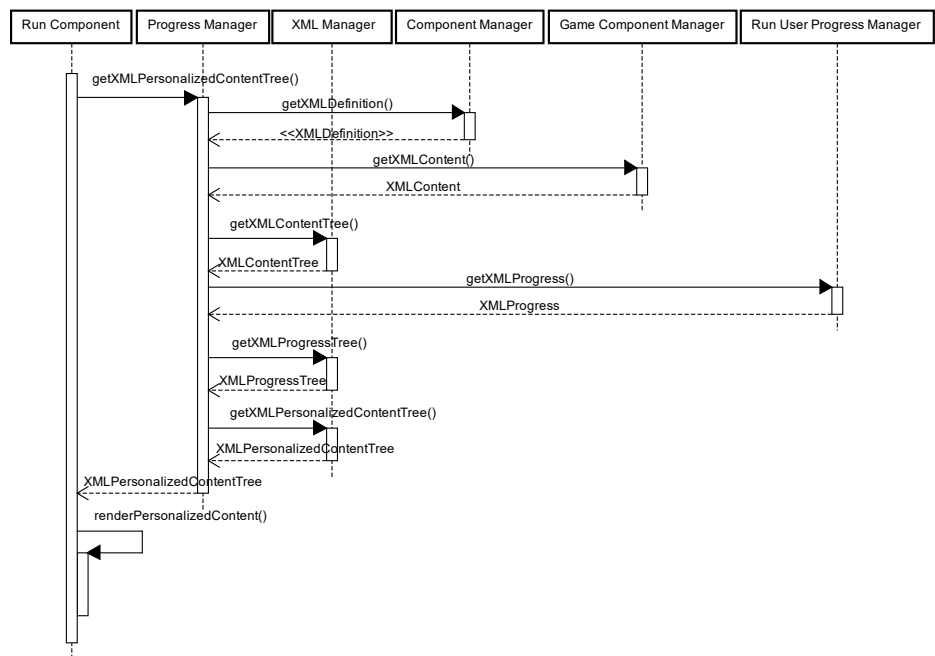 Run Component
Progress Manager
XML Manager
Component Manager
Game Component Manager
Run User Progress Manager
getXMLPersonalizedContentTree()
getXMLDefinition()
<<XMLDefinition>>
getXMLContent()
XMLContent
getXMLContentTree()
XMLContentTree
getXMLProgress()
XMLProgress
getXMLProgressTree()
XMLProgressTree
getXMLPersonalizedContentTree()
XMLPersonalizedContentTree
XMLPersonalizedContentTree
renderPersonalizedContent()